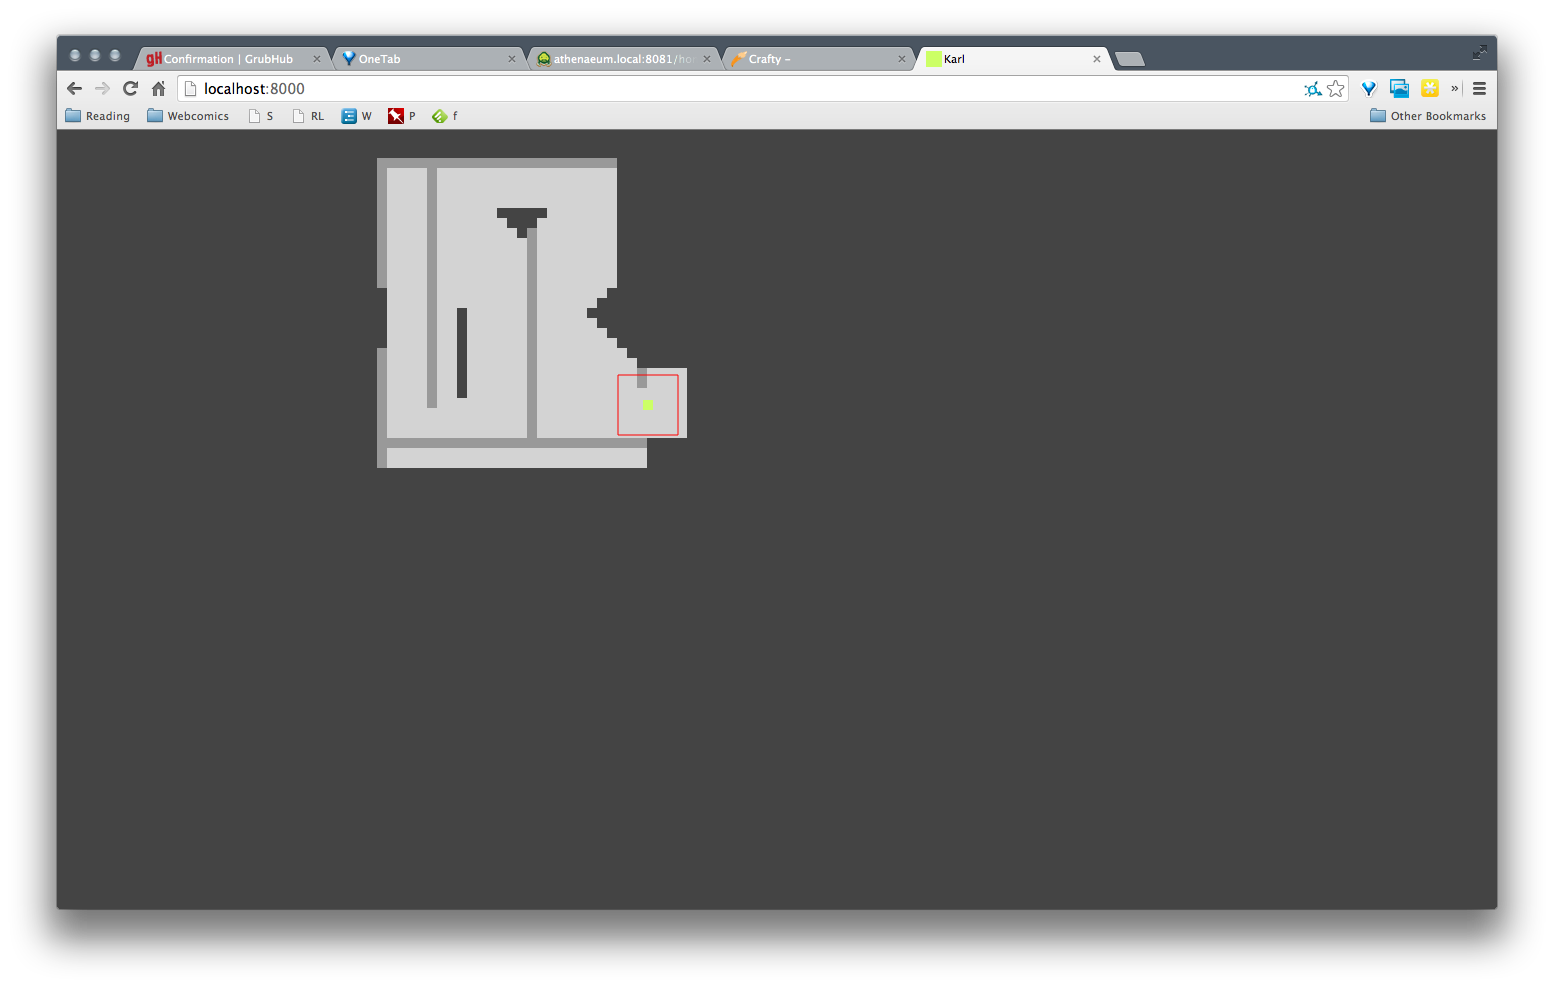 gH Confirmation | GrubHub
OneTab
athenaeum.local:8081/ho
Crafty –
Karl
localhost:8000
»
Reading
Webcomics
S
RL
W
P
f
Other Bookmarks